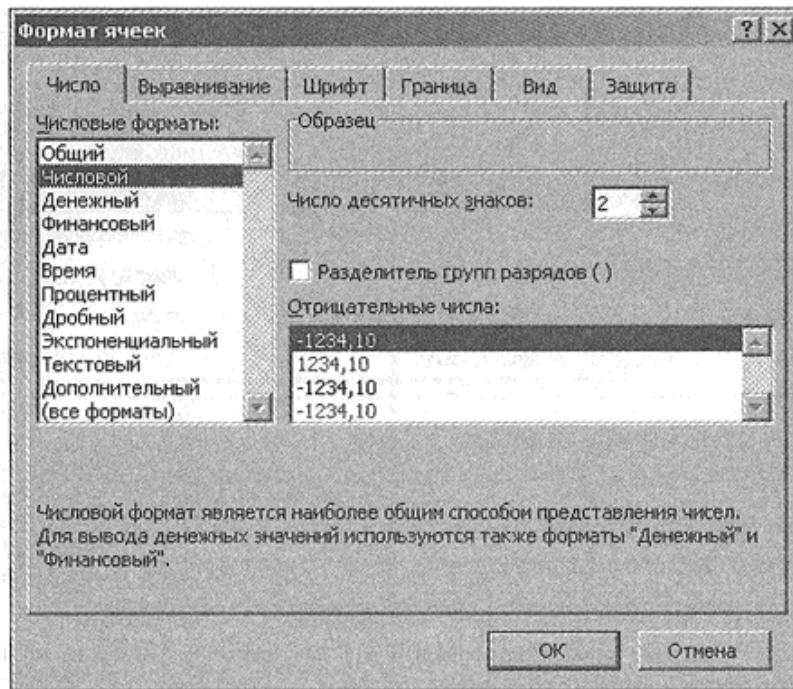 Формат ячеек
Число Выравнивание Шрифт Граница Вид Защита
Числовые форматы:
Общий
Числовой
Денежный
Финансовый
Дата
Время
Процентный
Дробный
Экспоненциальный
Текстовый
Дополнительный
(все форматы)
Образец
Число десятичных знаков: 2
Разделитель групп разрядов ( )
Отрицательные числа:
-1234,10
1234,10
-1234,10
-1234,10
Числовой формат является наиболее общим способом представления чисел.
Для вывода денежных значений используются также форматы "Денежный" и
"Финансовый".
ОК Отмена